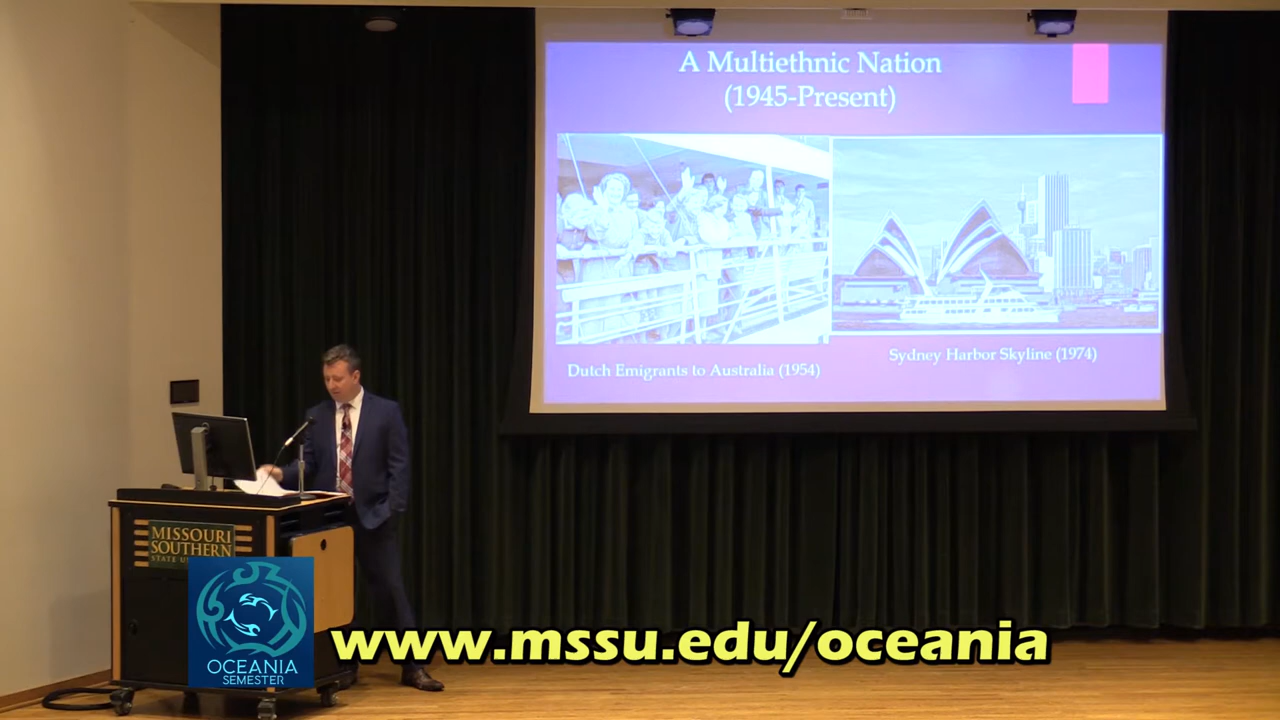 A Multiethnic Nation
(1945-Present)
Dutch Emigrants to Australia (1954)
Sydney Harbor Skyline (1974)
MISSOURI
SOUTHERN
OCEANIA
SEMESTER
www.mssu.edu/oceania